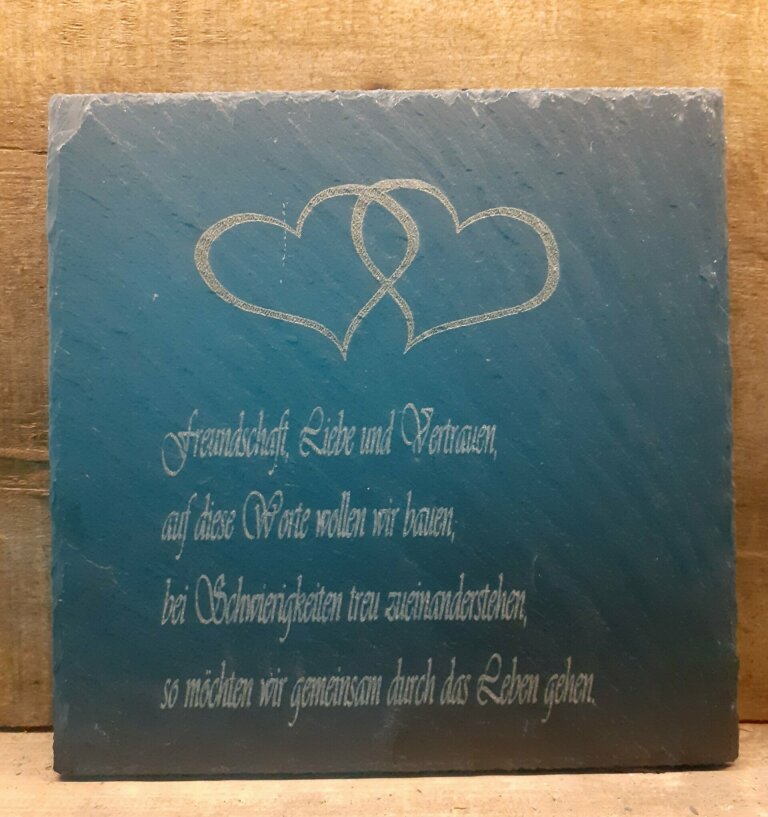 Freundschaft, Liebe und Vertrauen,
auf diese Worte wollen wir bauen,
bei Schwierigkeiten treu zueinanderstehen,
so möchten wir gemeinsam durch das Leben gehen.